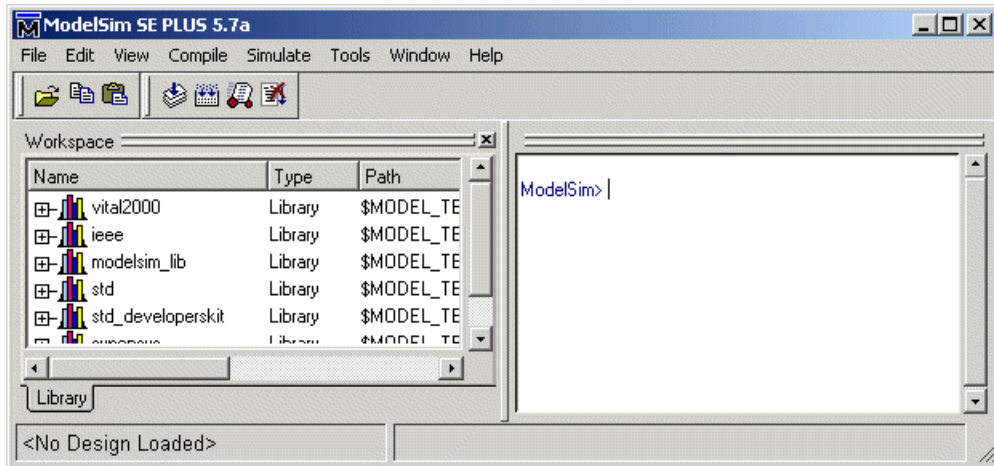 ModelSim SE PLUS 5.7a
File Edit View Compile Simulate Tools Window Help
Workspace
Name Type Path
vital2000 Library $MODEL_TE
ieee Library $MODEL_TE
modelsim_lib Library $MODEL_TE
std Library $MODEL_TE
std_developerskit Library $MODEL_TE
Library
ModelSim>
<No Design Loaded>